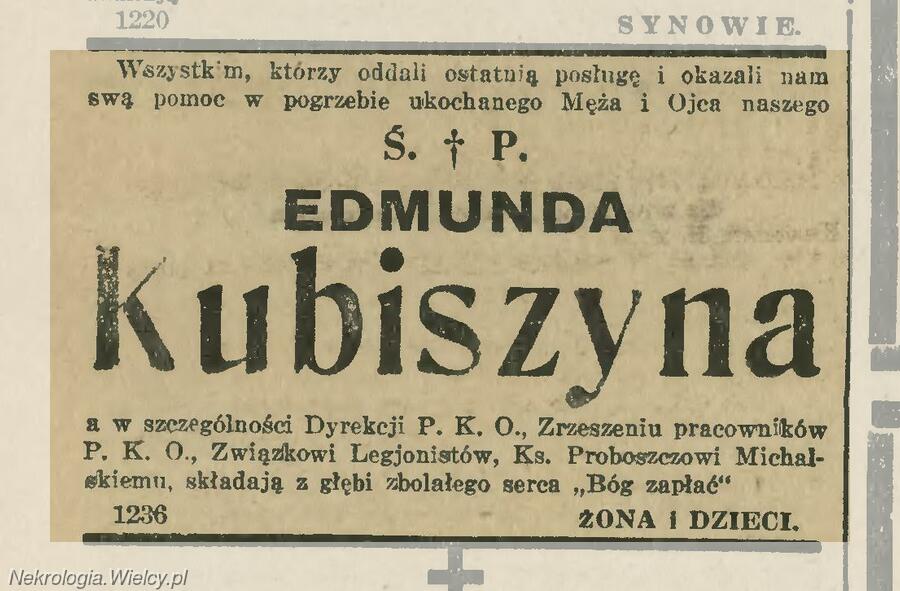 1220
SYNOWIE.
Wszystkim, którzy oddali ostatnią posługę i okazali nam
swą pomoc w pogrzebie ukochanego Męża i Ojca naszego
Ś. † P.
EDMUNDA
Kubiszyna
a w szczególności Dyrekcji P. K. O., Zrzeszeniu pracowników
P. K. O., Związkowi Legjonistów, Ks. Proboszczowi Michal-
skiemu, składają z głębi zbolałego serca „Bóg zapłać“
1236
ŻONA i DZIECI.
Nekrologia.Wielcy.pl